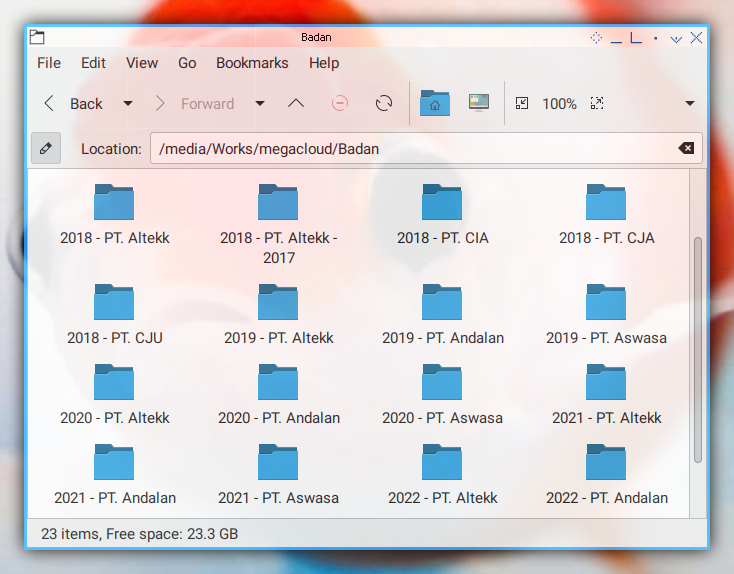 Badan
File Edit View Go Bookmarks Help
Back Forward 100%
Location: /media/Works/megacloud/Badan
2018 - PT. Altekk 2018 - PT. Altekk - 2018 - PT. CIA 2018 - PT. CJA
2017
2018 - PT. CJU 2019 - PT. Altekk 2019 - PT. Andalan 2019 - PT. Aswasa
2020 - PT. Altekk 2020 - PT. Andalan 2020 - PT. Aswasa 2021 - PT. Altekk
2021 - PT. Andalan 2021 - PT. Aswasa 2022 - PT. Altekk 2022 - PT. Andalan
23 items, Free space: 23.3 GB